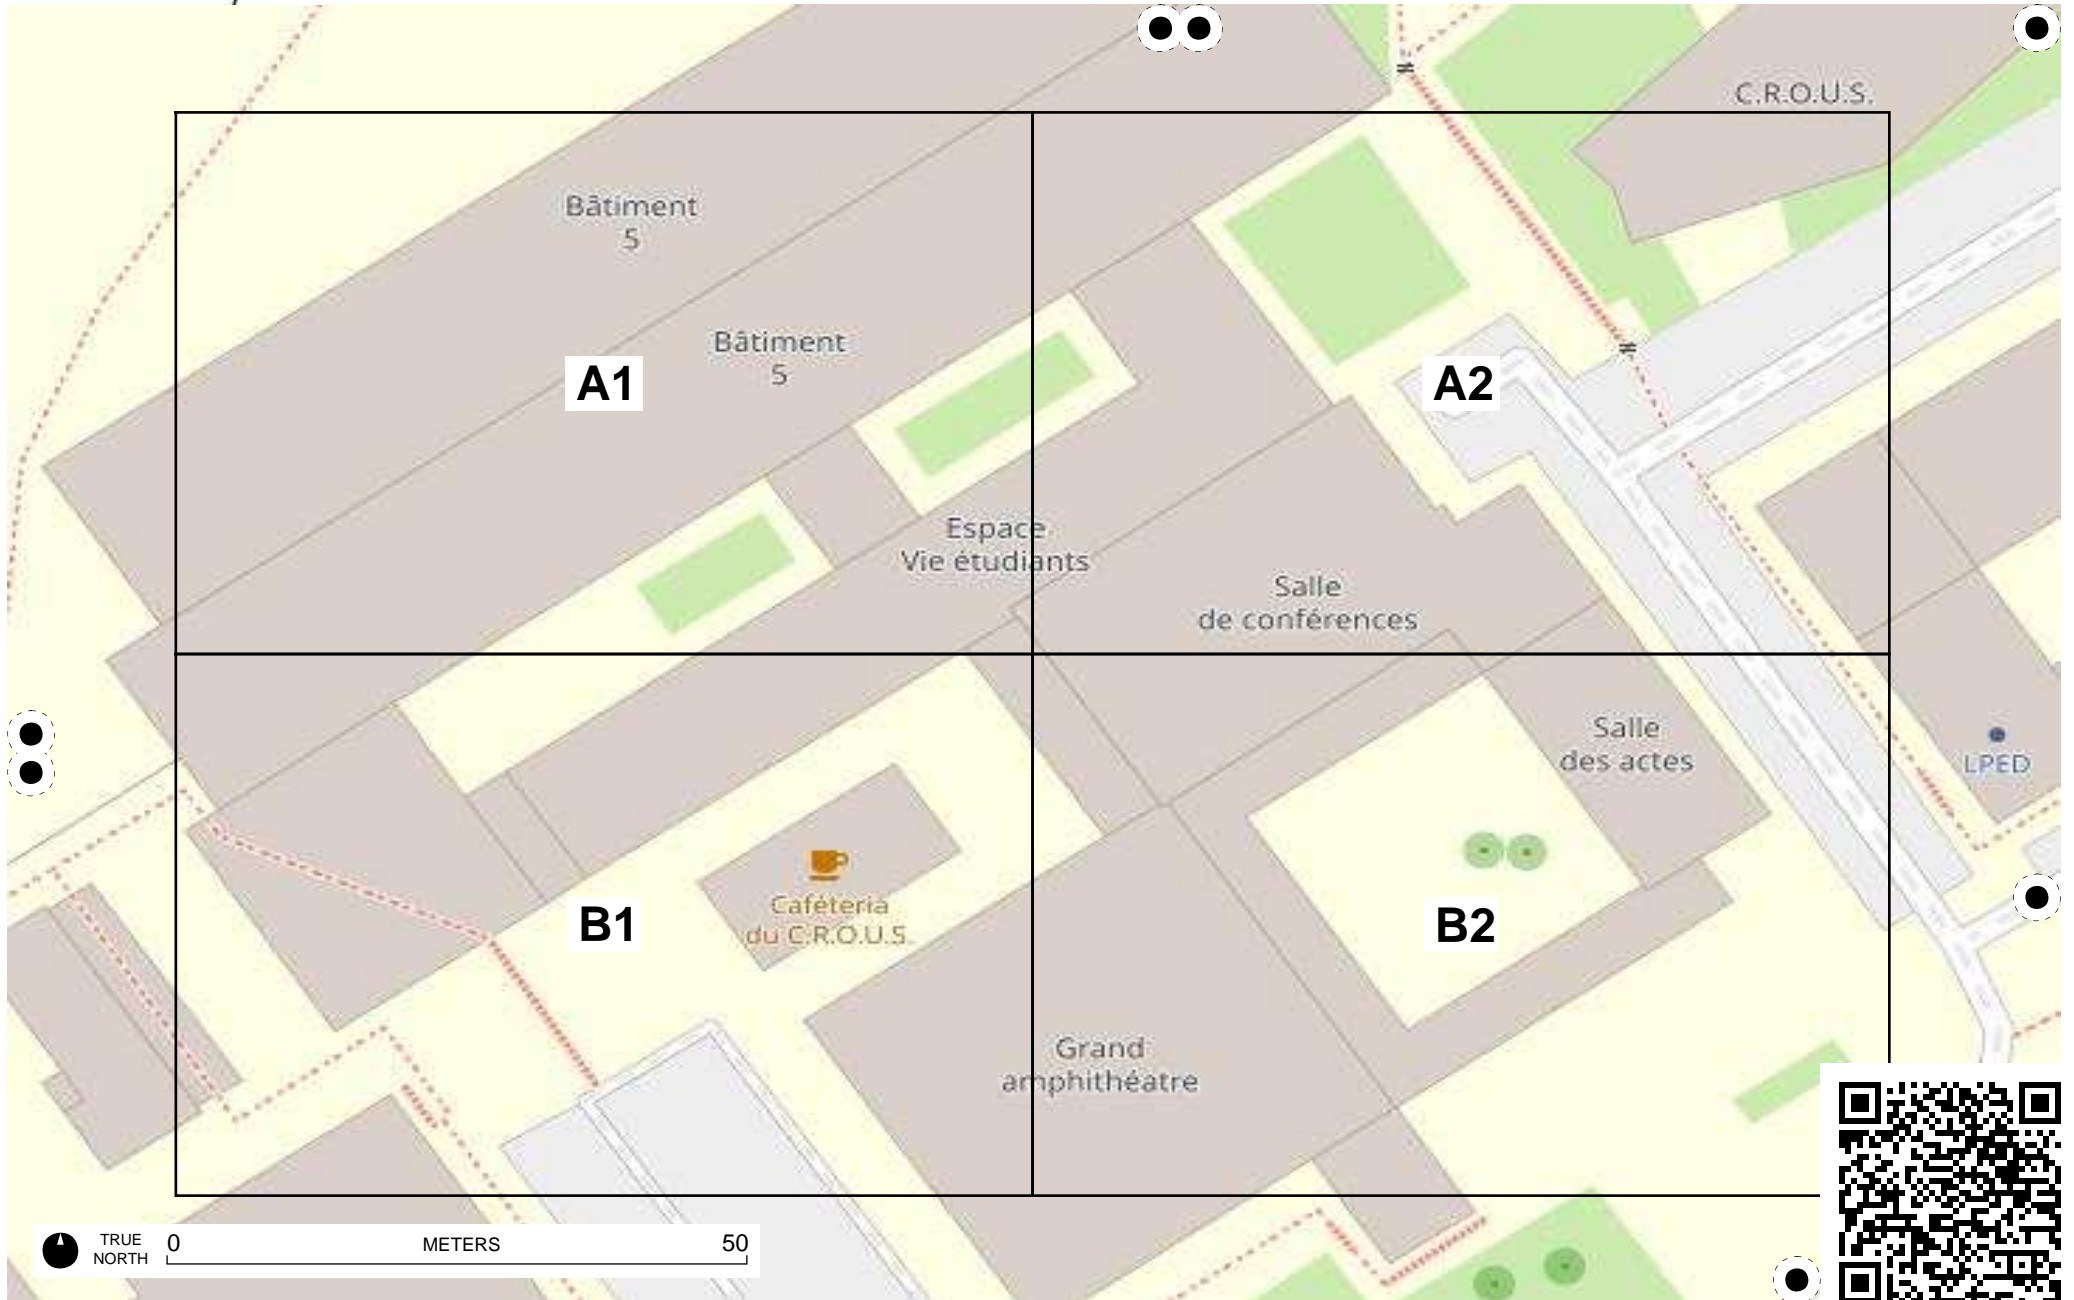 C.R.O.U.S.
Bâtiment
5
Bâtiment
5
A1
A2
Espace
Vie étudiants
Salle
de conférences
Salle
des actes
LPED
Caféteria
du C.R.O.U.S.
B1
B2
Grand
amphithéatre
TRUE
NORTH
0
METERS
50